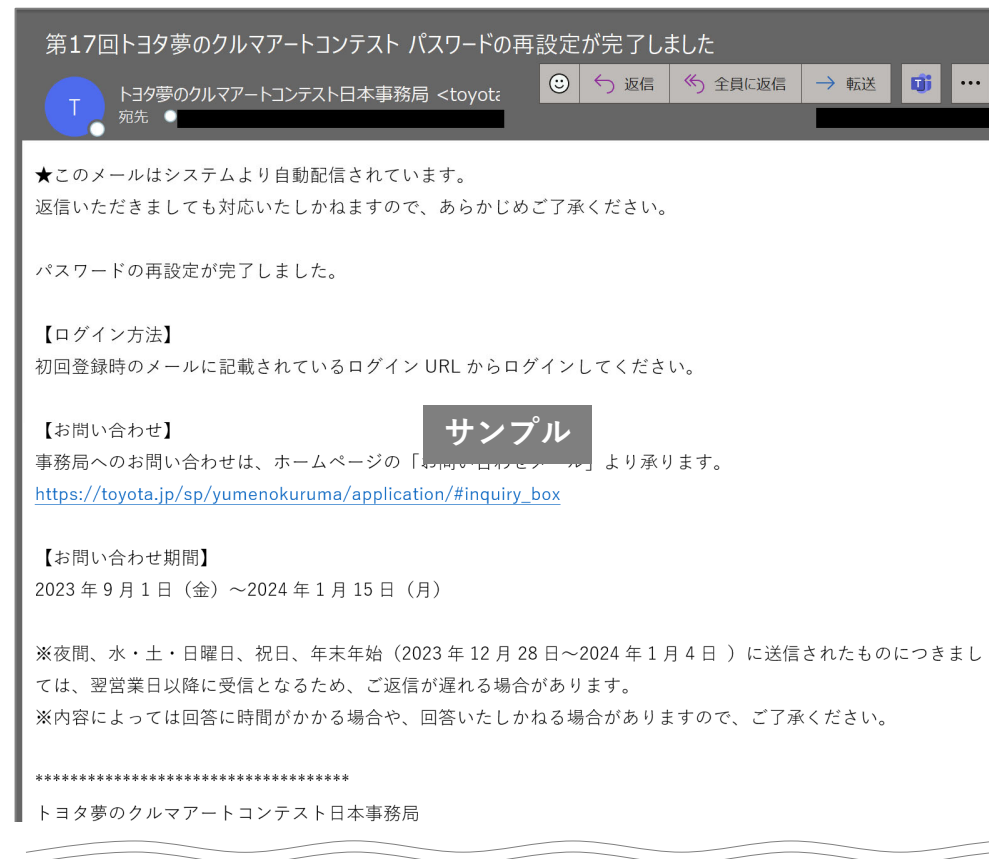 第17回トヨタ夢のクルマアートコンテスト パスワードの再設定が完了しました
返信
全員に返信
転送
T
トヨタ夢のクルマアートコンテスト日本事務局 <toyota
宛先
★このメールはシステムより自動配信されています。
返信いただきましても対応いたしかねますので、あらかじめご了承ください。
パスワードの再設定が完了しました。
【ログイン方法】
初回登録時のメールに記載されているログイン URL からログインしてください。
【お問い合わせ】
サンプル
事務局へのお問い合わせは、ホームページの「お問い合わせメール」より承ります。
https://toyota.jp/sp/yumenokuruma/application/#inquiry_box
【お問い合わせ期間】
2023 年 9 月 1 日（金）～2024 年 1 月 15 日（月）
※夜間、水・土・日曜日、祝日、年末年始（2023 年 12 月 28 日～2024 年 1 月 4 日 ）に送信されたものにつきまし
ては、翌営業日以降に受信となるため、ご返信が遅れる場合があります。
※内容によっては回答に時間がかかる場合や、回答いたしかねる場合がありますので、ご了承ください。
************************************
トヨタ夢のクルマアートコンテスト日本事務局